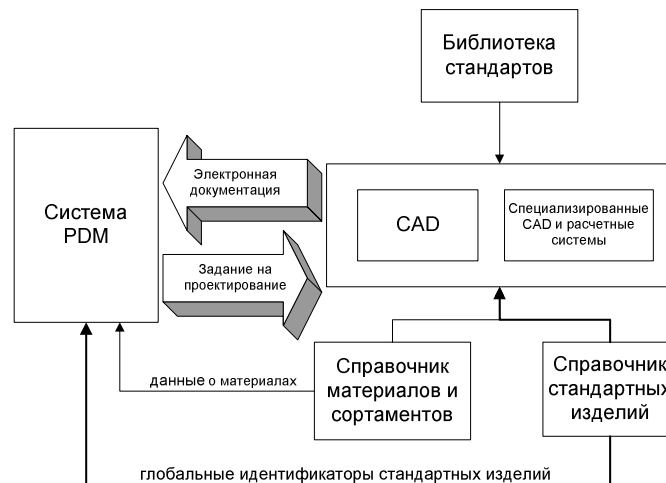 Библиотека
стандартов
Электронная
документация
Система
PDM
CAD
Специализированные
CAD и расчетные
системы
Задание на
проектирование
Справочник
материалов и
сортаментов
Справочник
стандартных
изделий
данные о материалах
глобальные идентификаторы стандартных изделий